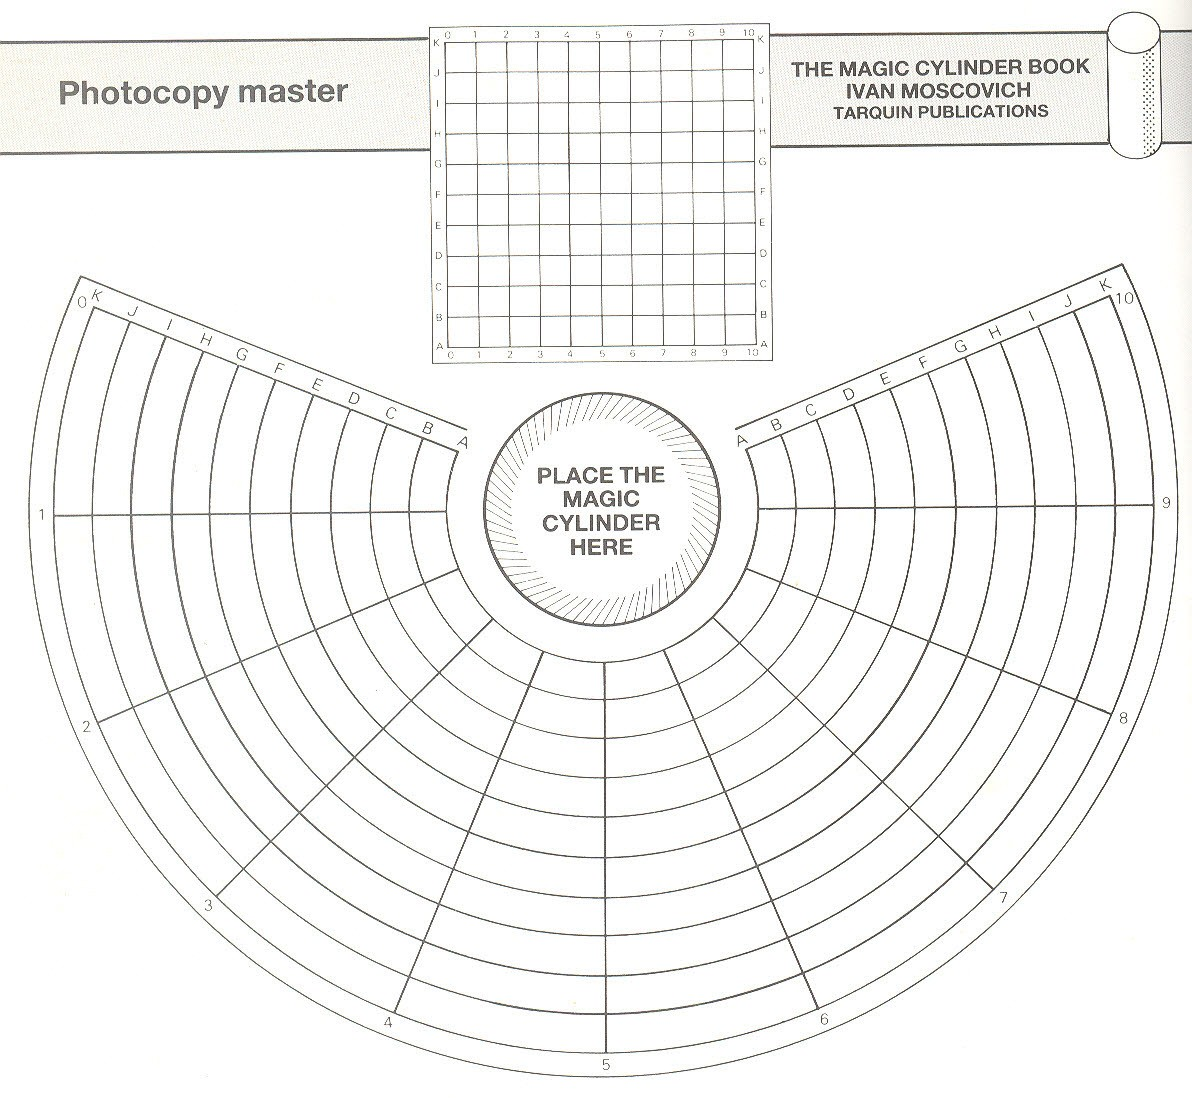 Photocopy master
0 1 2 3 4 5 6 7 8 9 10
K K
J J
I I
H H
G G
F F
E E
D D
C C
B B
A A
0 1 2 3 4 5 6 7 8 9 10
THE MAGIC CYLINDER BOOK
IVAN MOSCOVICH
TARQUIN PUBLICATIONS
0 K J I H G F E D C B A
A B C D E F G H I J K 10
PLACE THE
MAGIC
CYLINDER
HERE
1
9
2
8
3
7
4
6
5